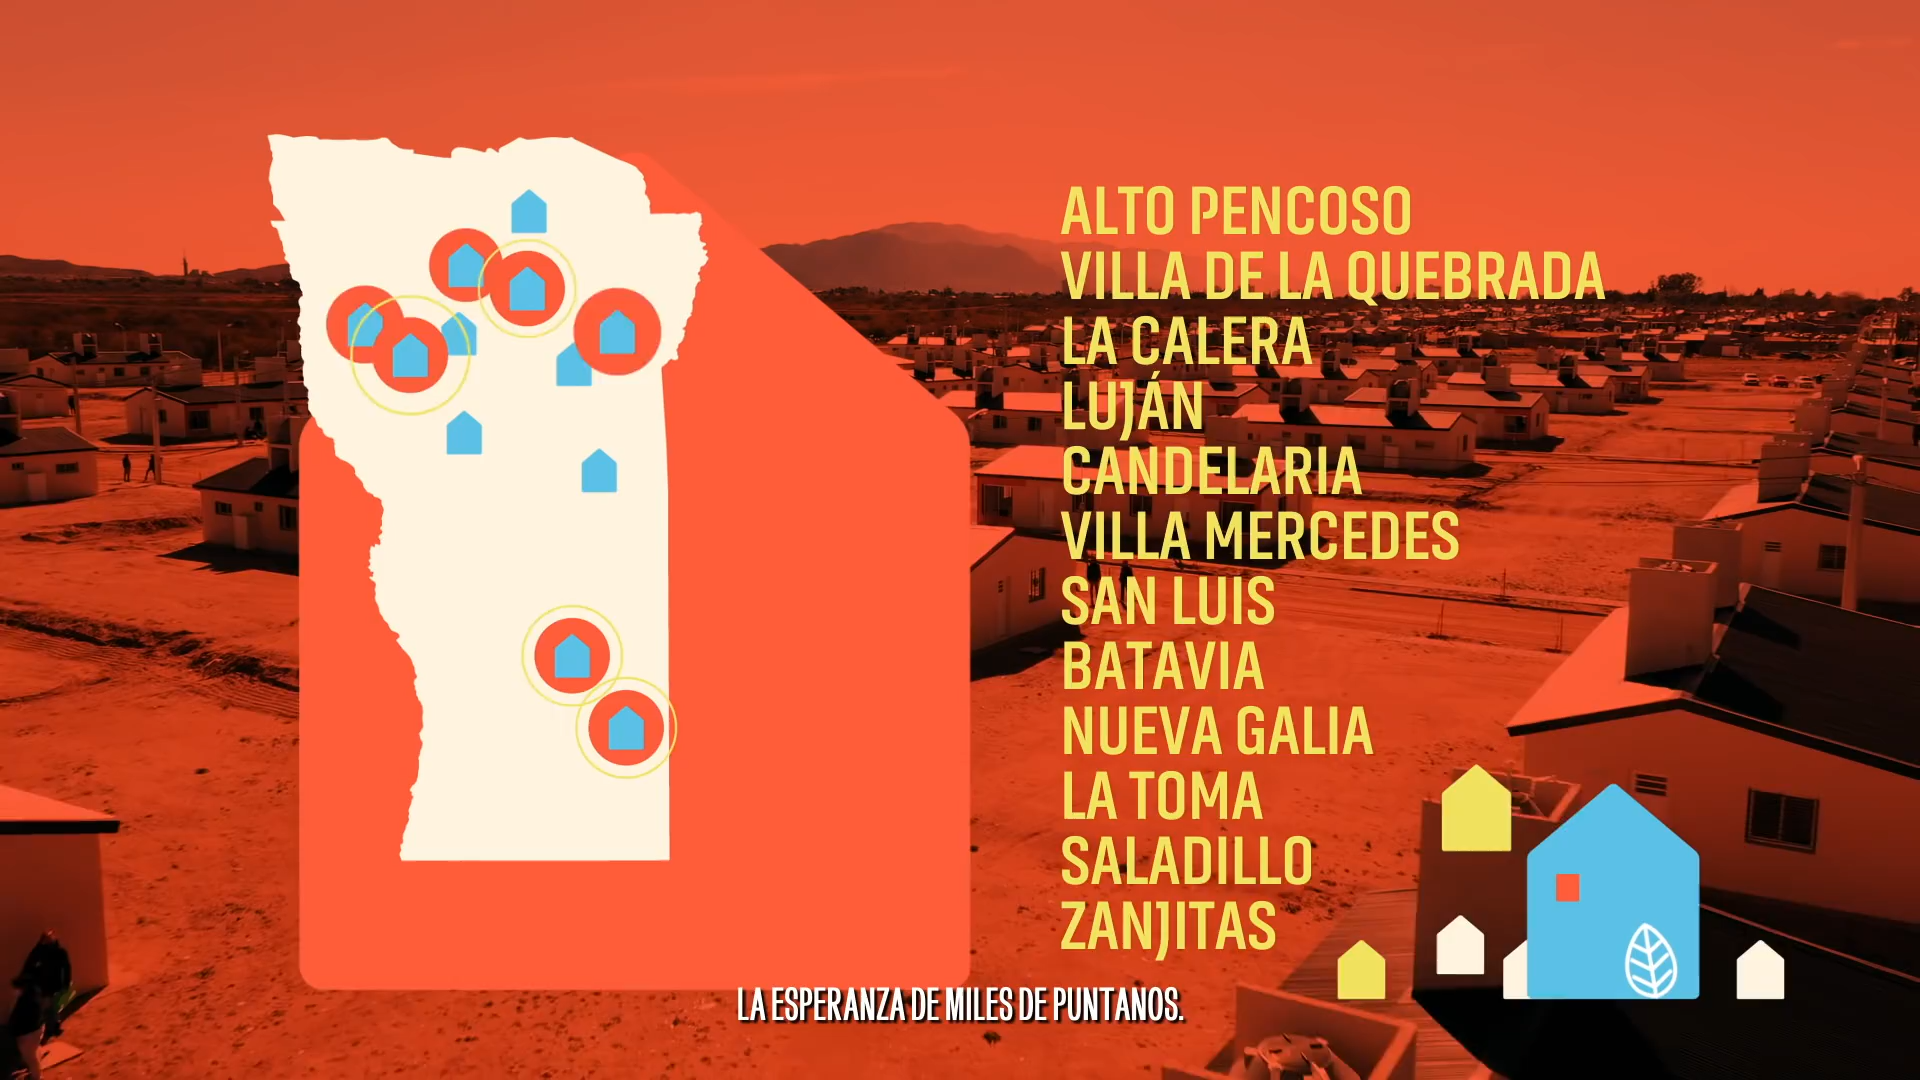 ALTO PENCOSO
VILLA DE LA QUEBRADA
LA CALERA
LUJÁN
CANDELARIA
VILLA MERCEDES
SAN LUIS
BATAVIA
NUEVA GALIA
LA TOMA
SALADILLO
ZANJITAS
LA ESPERANZA DE MILES DE PUNTANOS.